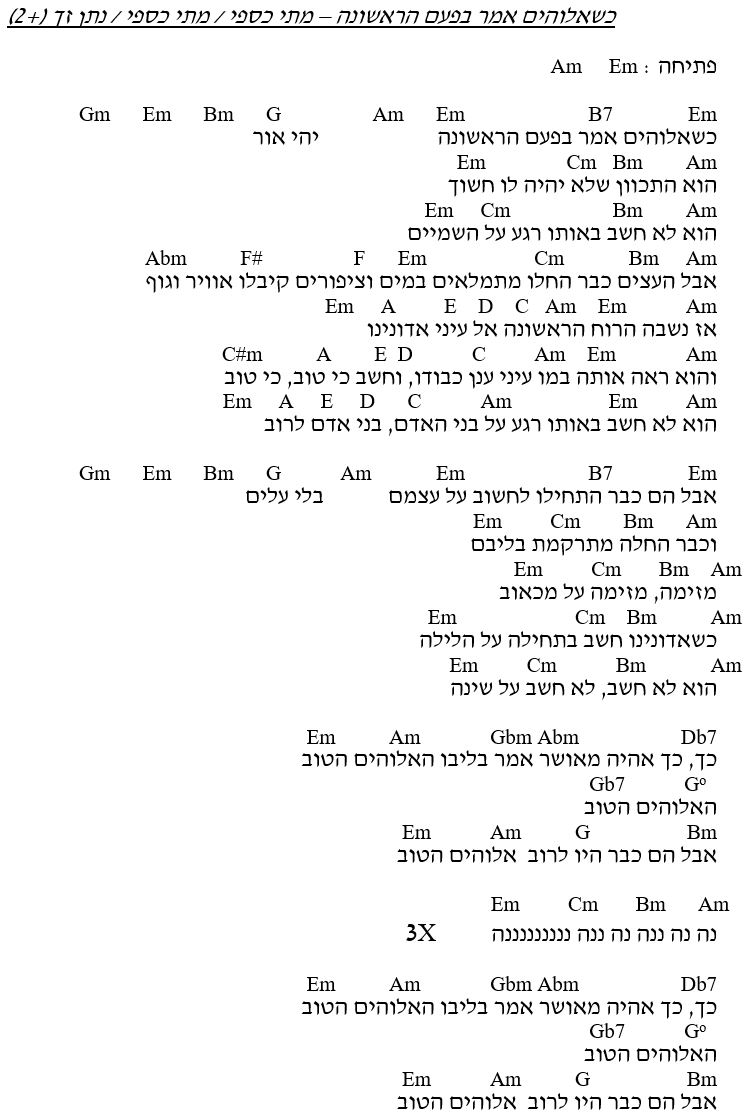 כשאלוהים אמר בפעם הראשונה – מתי כספי / מתי כספי / נתן זך (+2)
פתיחה : Am Em
Gm Em Bm G Am Em B7 Em
כשאלוהים אמר בפעם הראשונה יהי אור
Em Cm Bm Am
הוא התכוון שלא יהיה לו חשוך
Em Cm Bm Am
הוא לא חשב באותו רגע על השמיים
Abm F# F Em Cm Bm Am
אבל העצים כבר החלו מתמלאים במים וציפורים קיבלו אוויר וגוף
Em A E D C Am Em Am
אז נשבה הרוח הראשונה אל עיני אדונינו
C#m A E D C Am Em Am
והוא ראה אותה במו עיני ענן כבודו, וחשב כי טוב, כי טוב
Em A E D C Am Em Am
הוא לא חשב באותו רגע על בני האדם, בני אדם לרוב
Gm Em Bm G Am Em B7 Em
אבל הם כבר התחילו לחשוב על עצמם בלי עלים
Em Cm Bm Am
וכבר החלה מתרקמת בליבם
Em Cm Bm Am
מזימה, מזימה על מכאוב
Em Cm Bm Am
כשאדונינו חשב בתחילה על הלילה
Em Cm Bm Am
הוא לא חשב, לא חשב על שינה
Em Am Gbm Abm Db7
כך, כך אהיה מאושר אמר בליבו האלוהים הטוב
Gb7 Gº
האלוהים הטוב
Em Am G Bm
אבל הם כבר היו לרוב אלוהים הטוב
Em Cm Bm Am
נה נה ננה נה ננה נננננננננה 3X
Em Am Gbm Abm Db7
כך, כך אהיה מאושר אמר בליבו האלוהים הטוב
Gb7 Gº
האלוהים הטוב
Em Am G Bm
אבל הם כבר היו לרוב אלוהים הטוב